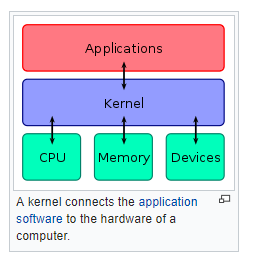 Applications
Kernel
CPU
Memory
Devices
A kernel connects the application
software to the hardware of a
computer.